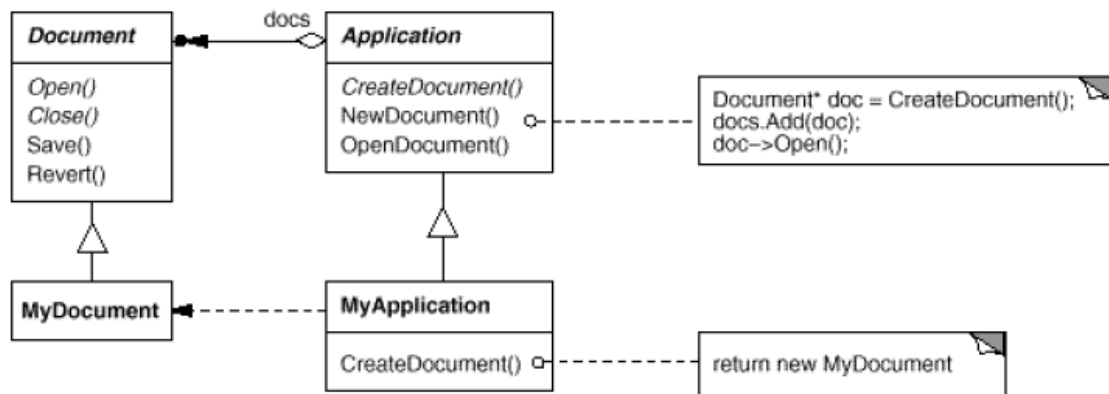 docs
Document
Open()
Close()
Save()
Revert()
Application
CreateDocument()
NewDocument()
OpenDocument()
Document* doc = CreateDocument();
docs.Add(doc);
doc->Open();
MyDocument
MyApplication
CreateDocument()
return new MyDocument